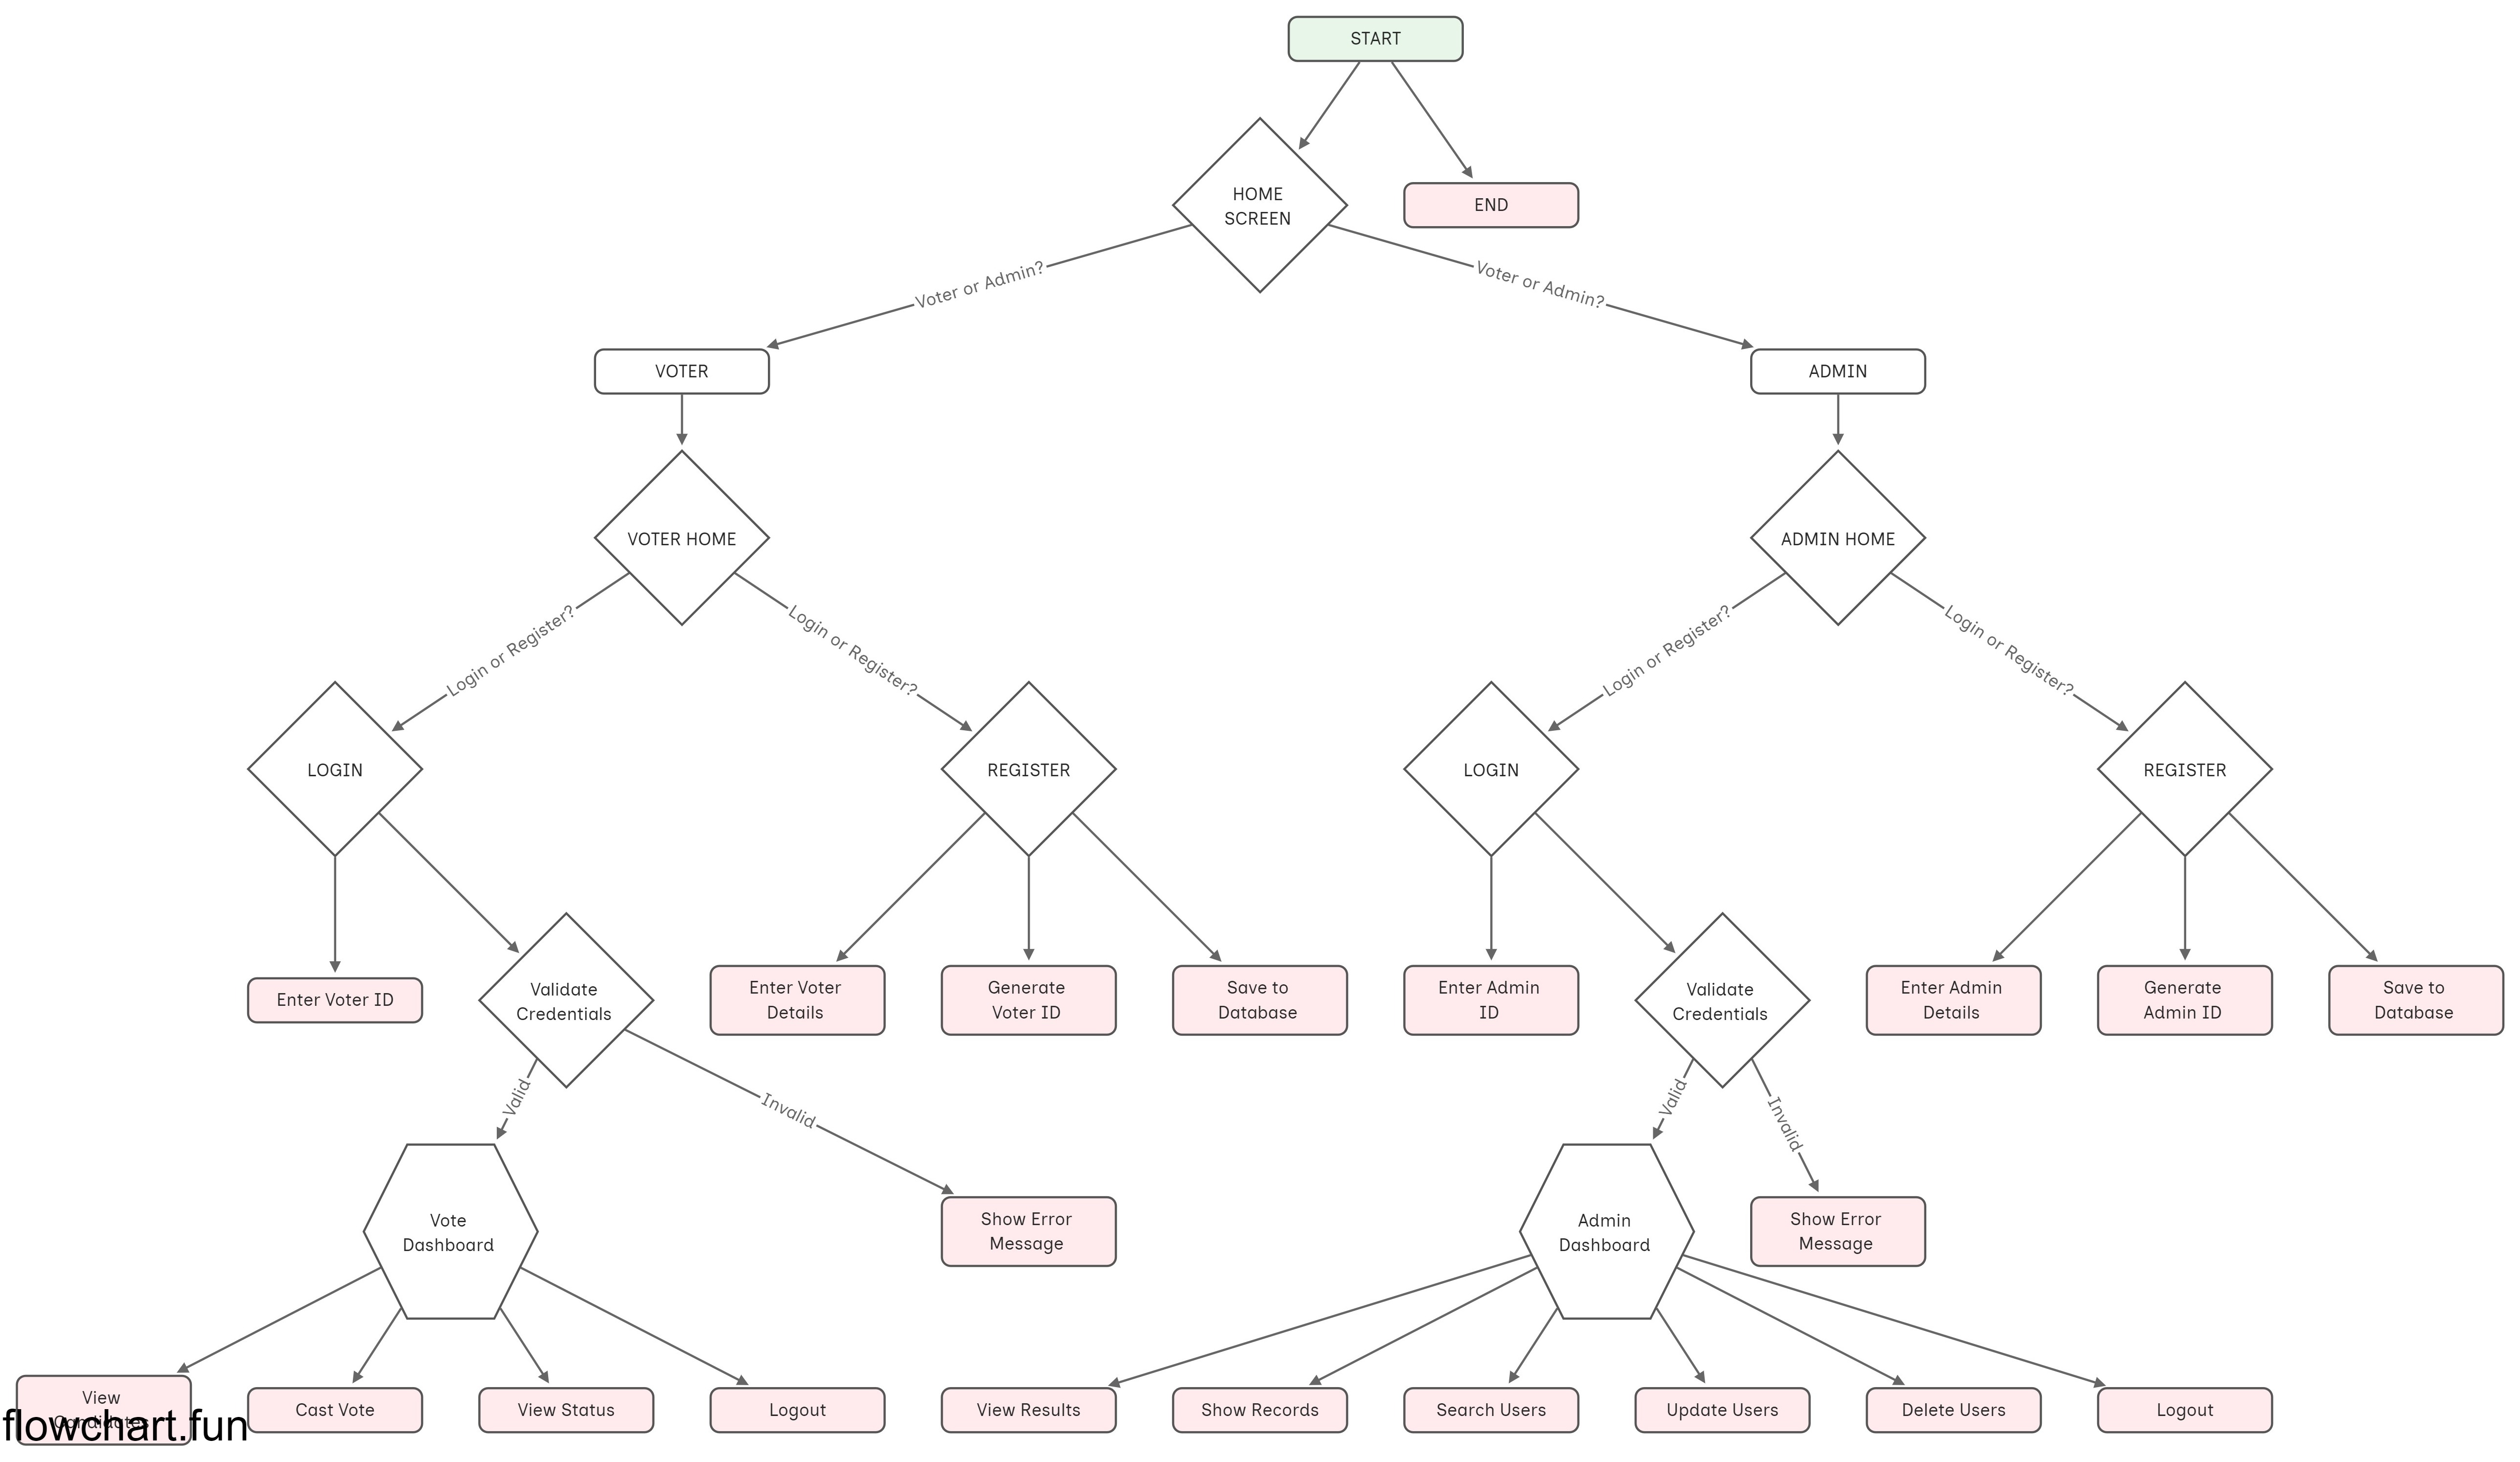 START
HOME
SCREEN
END
Voter or Admin?
Voter or Admin?
VOTER
ADMIN
VOTER HOME
ADMIN HOME
Login or Register?
Login or Register?
Login or Register?
Login or Register?
LOGIN
REGISTER
LOGIN
REGISTER
Enter Voter ID
Validate
Credentials
Enter Voter
Details
Generate
Voter ID
Save to
Database
Enter Admin
ID
Validate
Credentials
Enter Admin
Details
Generate
Admin ID
Save to
Database
Valid
Invalid
Valid
Invalid
Vote
Dashboard
Show Error
Message
Admin
Dashboard
Show Error
Message
View
Candidates
Cast Vote
View Status
Logout
View Results
Show Records
Search Users
Update Users
Delete Users
Logout
flowchart.fun